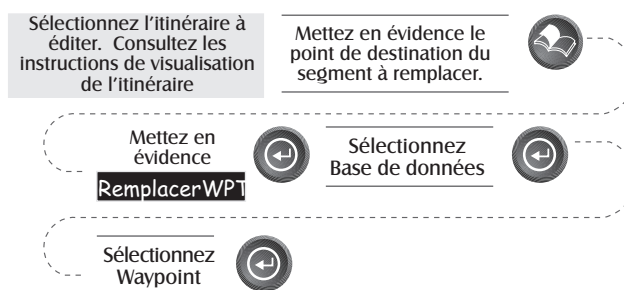 Sélectionnez l'itinéraire à
éditer. Consultez les
instructions de visualisation
de l'itinéraire
Mettez en évidence le
point de destination du
segment à remplacer.
Mettez en
évidence
RemplacerWPT
Sélectionnez
Base de données
Sélectionnez
Waypoint